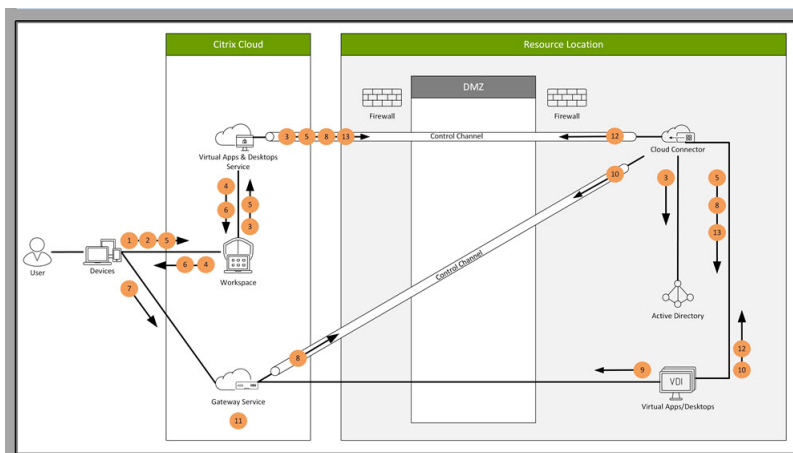 Citrix Cloud
Resource Location
DMZ
Firewall
Firewall
3 5 8 13
Control Channel
12
Virtual Apps & Desktops
Service
Cloud Connector
4
6
5
3
10
3
5
8
13
1 2 5
User
Devices
6 4
Workspace
Control Channel
7
Active Directory
8
12
10
9
VDI
Gateway Service
Virtual Apps/Desktops
11